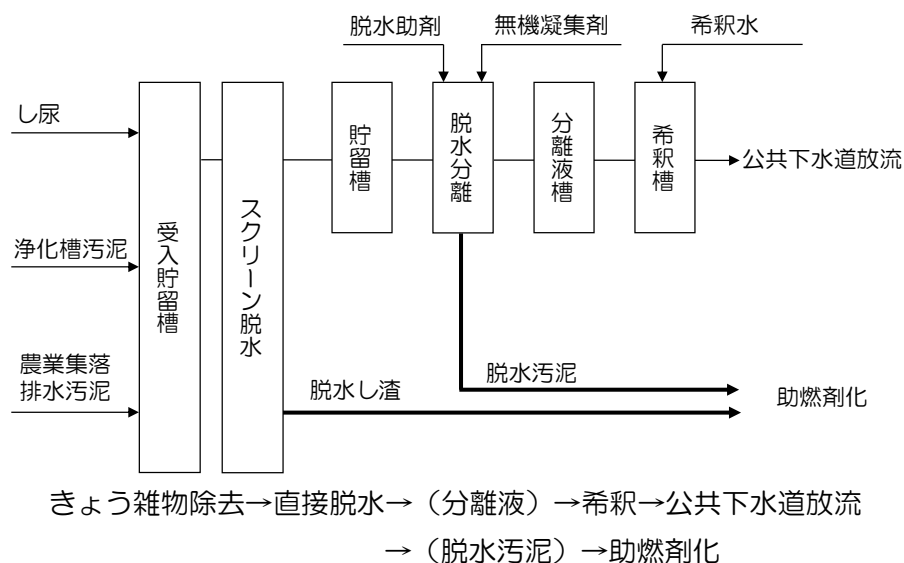 脱水助剤
無機凝集剤
希釈水
し尿
浄化槽汚泥
農業集落
排水汚泥
受入貯留槽
スクリーン脱水
貯留槽
脱水分離
分離液槽
希釈槽
公共下水道放流
脱水汚泥
脱水し渣
助燃剤化
きょう雑物除去→直接脱水→（分離液）→希釈→公共下水道放流
→（脱水汚泥）→助燃剤化